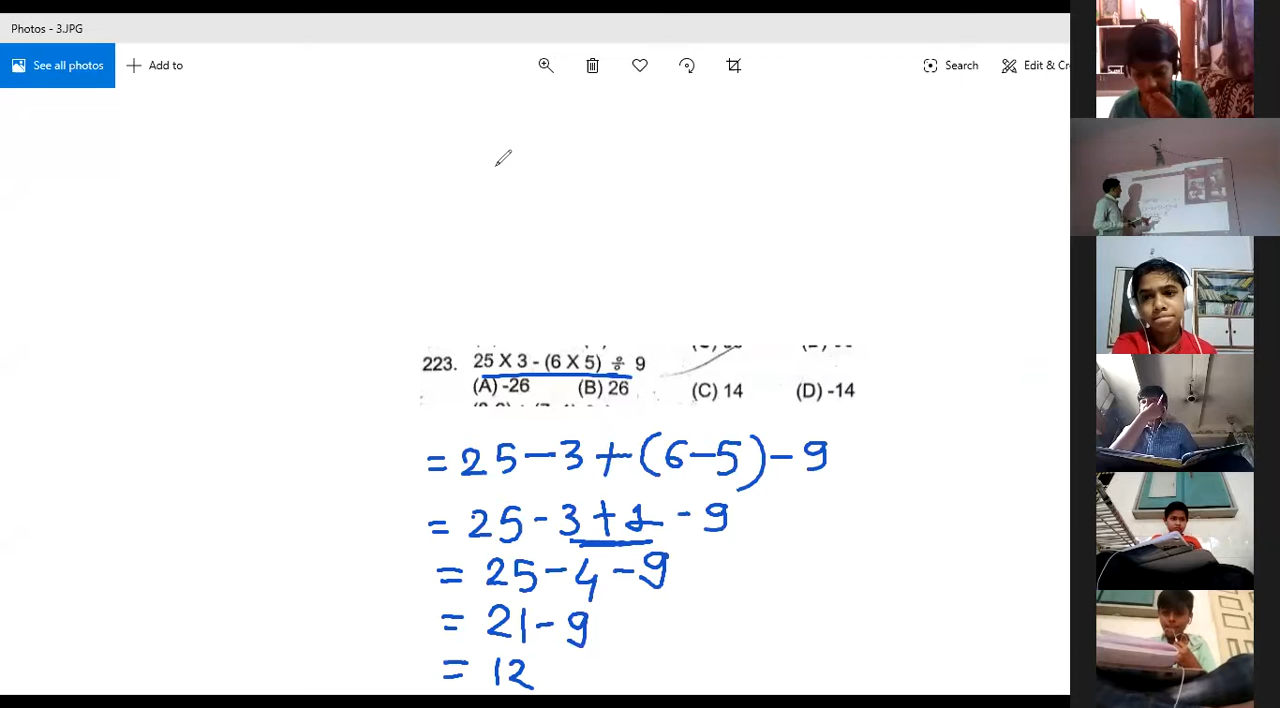 Photos - 3.JPG
See all photos
Add to
Search
Edit & Cr
223. 25 X 3 - (6 X 5) ÷ 9
(A) -26 (B) 26 (C) 14 (D) -14
= 25 - 3 + (6 - 5) - 9
= 25 - 3 + 1 - 9
= 25 - 4 - 9
= 21 - 9
= 12